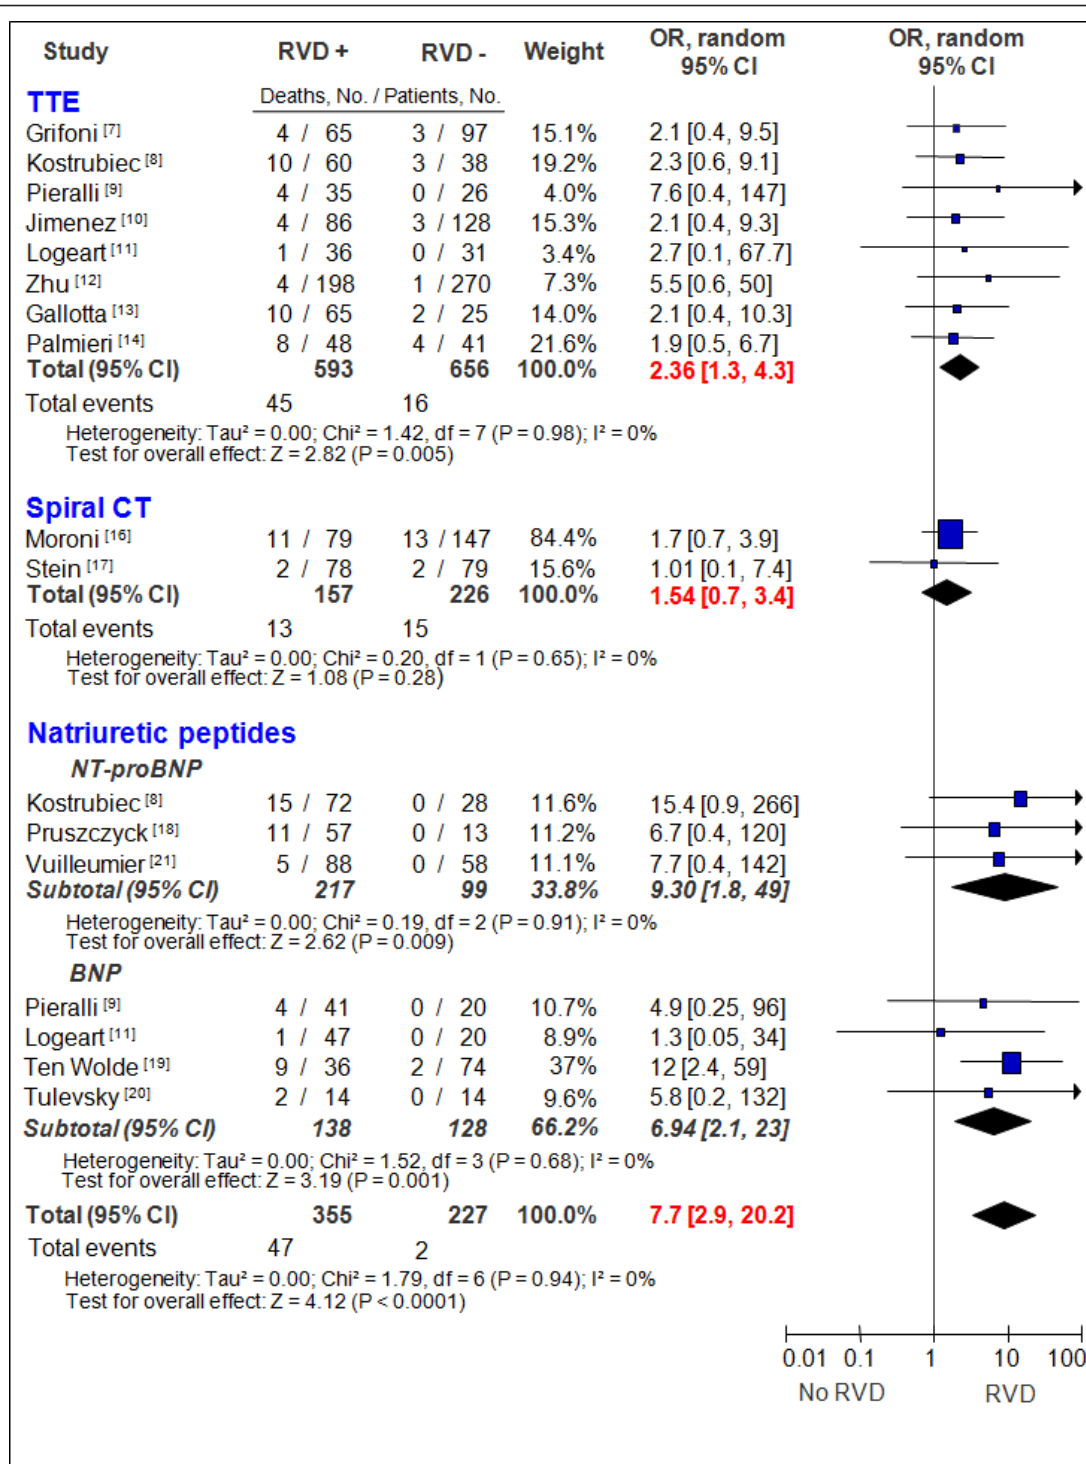 Study RVD + RVD - Weight OR, random 95% CI OR, random 95% CI
Deaths, No. / Patients, No.
TTE
Grifoni [7] 4 / 65 3 / 97 15.1% 2.1 [0.4, 9.5]
Kostrubiec [8] 10 / 60 3 / 38 19.2% 2.3 [0.6, 9.1]
Pieralli [9] 4 / 35 0 / 26 4.0% 7.6 [0.4, 147]
Jimenez [10] 4 / 86 3 / 128 15.3% 2.1 [0.4, 9.3]
Logeart [11] 1 / 36 0 / 31 3.4% 2.7 [0.1, 67.7]
Zhu [12] 4 / 198 1 / 270 7.3% 5.5 [0.6, 50]
Gallotta [13] 10 / 65 2 / 25 14.0% 2.1 [0.4, 10.3]
Palmieri [14] 8 / 48 4 / 41 21.6% 1.9 [0.5, 6.7]
Total (95% CI) 593 656 100.0% 2.36 [1.3, 4.3]
Total events 45 16
Heterogeneity: Tau² = 0.00; Chi² = 1.42, df = 7 (P = 0.98); I² = 0%
Test for overall effect: Z = 2.82 (P = 0.005)
Spiral CT
Moroni [16] 11 / 79 13 / 147 84.4% 1.7 [0.7, 3.9]
Stein [17] 2 / 78 2 / 79 15.6% 1.01 [0.1, 7.4]
Total (95% CI) 157 226 100.0% 1.54 [0.7, 3.4]
Total events 13 15
Heterogeneity: Tau² = 0.00; Chi² = 0.20, df = 1 (P = 0.65); I² = 0%
Test for overall effect: Z = 1.08 (P = 0.28)
Natriuretic peptides
NT-proBNP
Kostrubiec [8] 15 / 72 0 / 28 11.6% 15.4 [0.9, 266]
Pruszczyck [18] 11 / 57 0 / 13 11.2% 6.7 [0.4, 120]
Vuilleumier [21] 5 / 88 0 / 58 11.1% 7.7 [0.4, 142]
Subtotal (95% CI) 217 99 33.8% 9.30 [1.8, 49]
Heterogeneity: Tau² = 0.00; Chi² = 0.19, df = 2 (P = 0.91); I² = 0%
Test for overall effect: Z = 2.62 (P = 0.009)
BNP
Pieralli [9] 4 / 41 0 / 20 10.7% 4.9 [0.25, 96]
Logeart [11] 1 / 47 0 / 20 8.9% 1.3 [0.05, 34]
Ten Wolde [19] 9 / 36 2 / 74 37% 12 [2.4, 59]
Tulevsky [20] 2 / 14 0 / 14 9.6% 5.8 [0.2, 132]
Subtotal (95% CI) 138 128 66.2% 6.94 [2.1, 23]
Heterogeneity: Tau² = 0.00; Chi² = 1.52, df = 3 (P = 0.68); I² = 0%
Test for overall effect: Z = 3.19 (P = 0.001)
Total (95% CI) 355 227 100.0% 7.7 [2.9, 20.2]
Total events 47 2
Heterogeneity: Tau² = 0.00; Chi² = 1.79, df = 6 (P = 0.94); I² = 0%
Test for overall effect: Z = 4.12 (P < 0.0001)
0.01 0.1 1 10 100
No RVD RVD